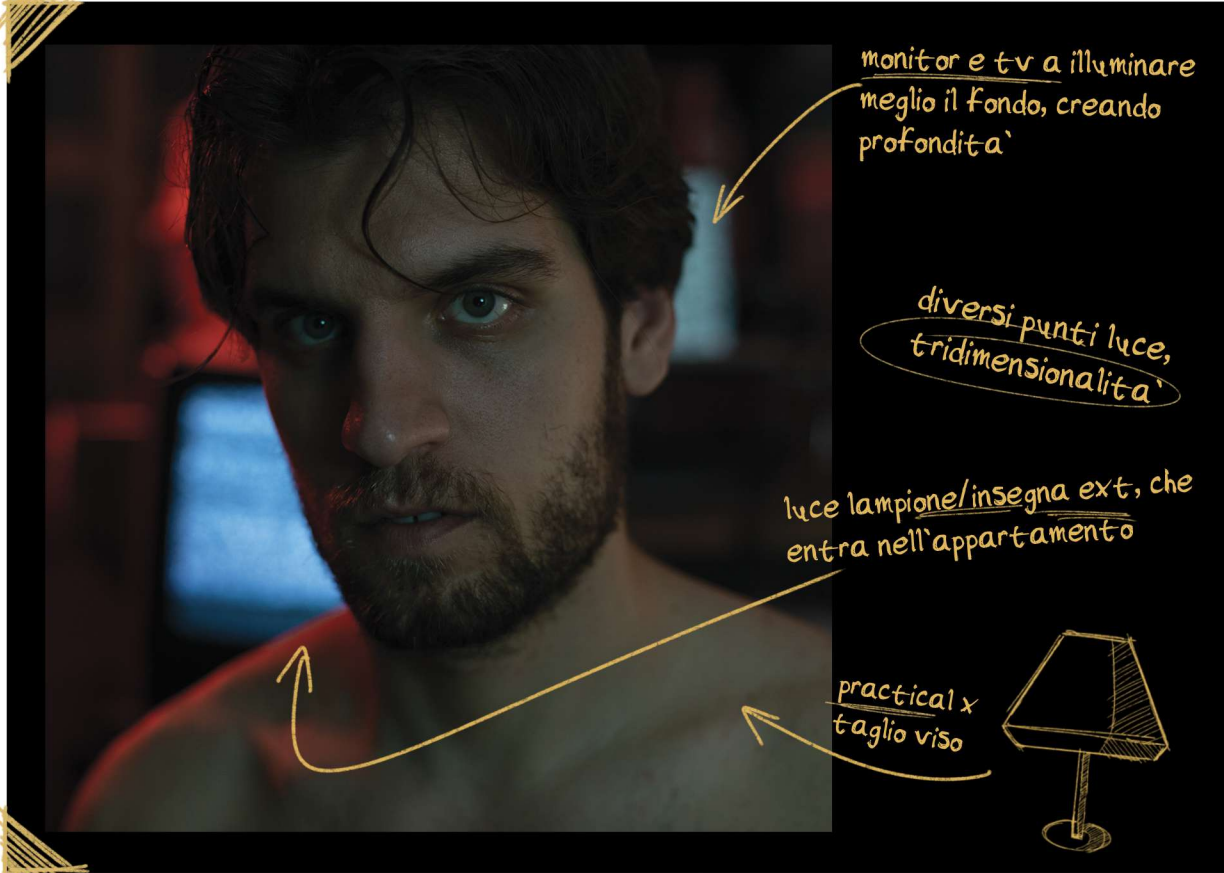 monitor e tv a illuminare
meglio il fondo, creando
profondita`
diversi punti luce,
tridimensionalita`
luce lampione/insegna ext, che
entra nell`appartamento
practical x
taglio viso